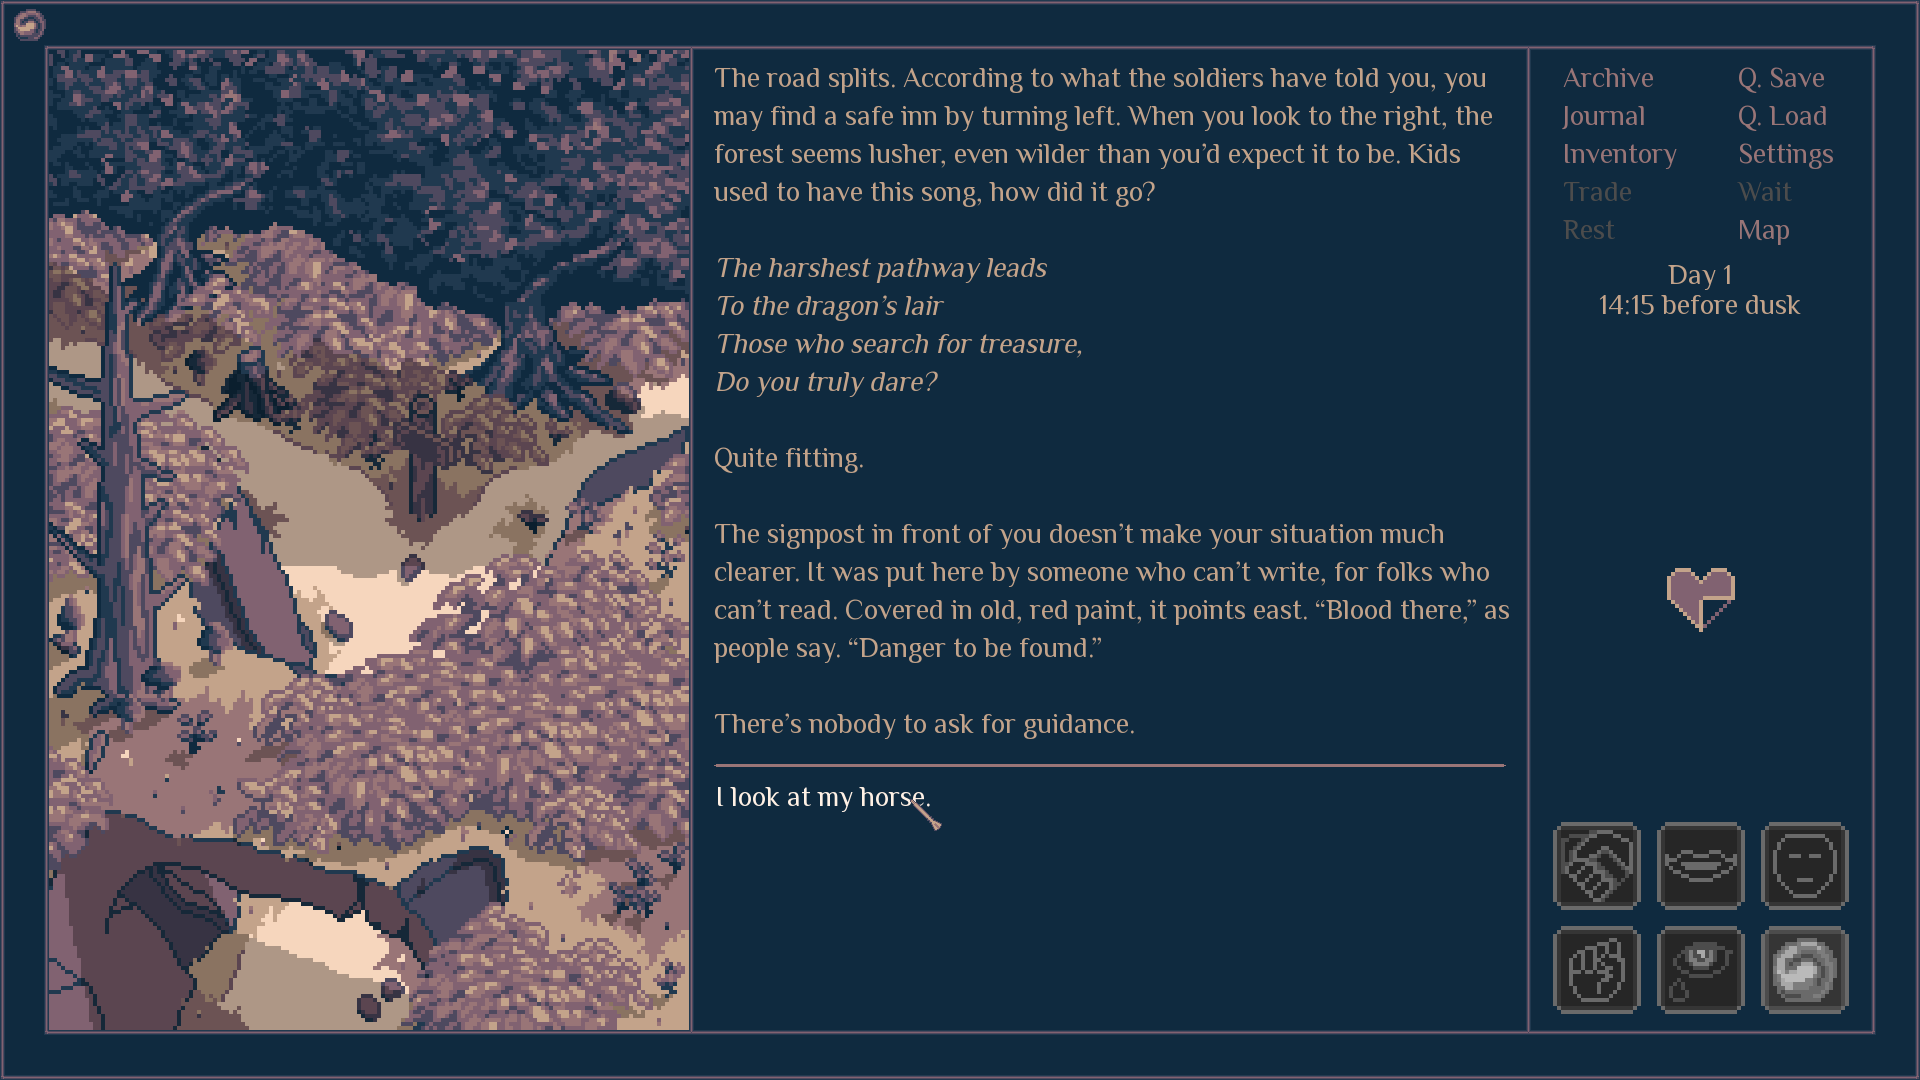 The road splits. According to what the soldiers have told you, you
may find a safe inn by turning left. When you look to the right, the
forest seems lusher, even wilder than you’d expect it to be. Kids
used to have this song, how did it go?
The harshest pathway leads
To the dragon’s lair
Those who search for treasure,
Do you truly dare?
Quite fitting.
The signpost in front of you doesn’t make your situation much
clearer. It was put here by someone who can’t write, for folks who
can’t read. Covered in old, red paint, it points east. “Blood there,” as
people say. “Danger to be found.”
There’s nobody to ask for guidance.
I look at my horse.
Archive Q. Save
Journal Q. Load
Inventory Settings
Trade Wait
Rest Map
Day 1
14:15 before dusk